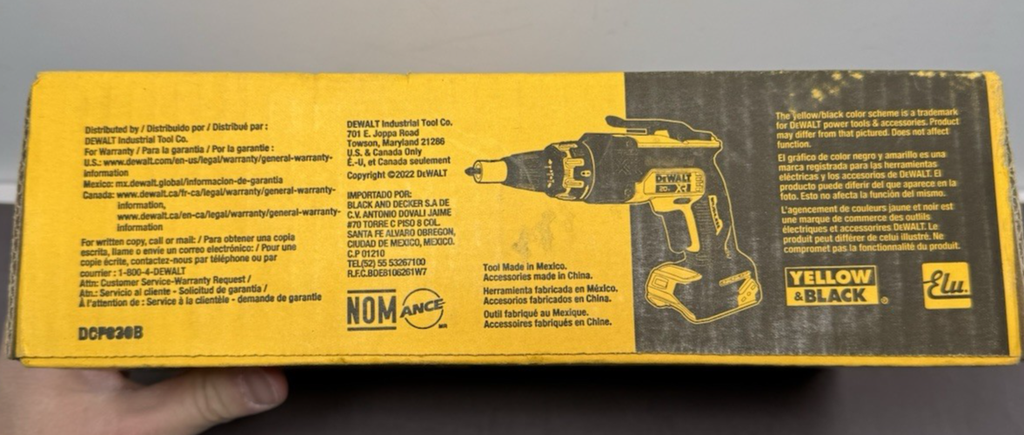 Distributed by / Distribuido por / Distribué par :
DEWALT Industrial Tool Co.
For Warranty / Para la garantía / Por la garantie :
U.S.: www.dewalt.com/en-us/legal/warranty/general-warranty-
information
Mexico: mx.dewalt.global/informacion-de-garantia
Canada: www.dewalt.ca/fr-ca/legal/warranty/general-warranty-
information,
www.dewalt.ca/en-ca/legal/warranty/general-warranty-
information
For written copy, call or mail: / Para obtener una copia
escrita, llame o envíe un correo electrónico: / Pour une
copie écrite, contactez-nous par téléphone ou par
courrier : 1-800-4-DEWALT
Attn: Customer Service-Warranty Request /
Atn.: Servicio al cliente - Solicitud de garantía /
À l'attention de : Service à la clientèle - demande de garantie
DEWALT Industrial Tool Co.
701 E. Joppa Road
Towson, Maryland 21286
U.S. & Canada Only
É.-U, et Canada seulement
Copyright ©2022 DEWALT
IMPORTADO POR:
BLACK AND DECKER S.A DE
C.V. ANTONIO DOVALI JAIME
#70 TORRE C PISO 8 COL.
SANTA FE ALVARO OBREGON,
CIUDAD DE MEXICO, MEXICO.
C.P 01210
TEL(52) 55 53267100
R.F.C.BDE8106261W7
NOM
ANCE
Tool Made in Mexico.
Accessories made in China.
Herramienta fabricada en México.
Accesorios fabricados en China.
Outil fabriqué au Mexique.
Accessoires fabriqués en Chine.
DEWALT
20V
XR
The yellow/black color scheme is a trademark
for DEWALT power tools & accessories. Product
may differ from that pictured. Does not affect
function.
El gráfico de color negro y amarillo es una
marca registrada para las herramientas
eléctricas y los accesorios DEWALT. El
producto puede diferir del que aparece en la
foto. Esto no afecta la función del mismo.
L'agencement de couleurs jaune et noir est
une marque de commerce des outils
électriques et accessoires DEWALT. Le
produit peut différer de celui illustré. Ne
compromet pas la fonctionnalité du produit.
YELLOW
& BLACK®
Elu.